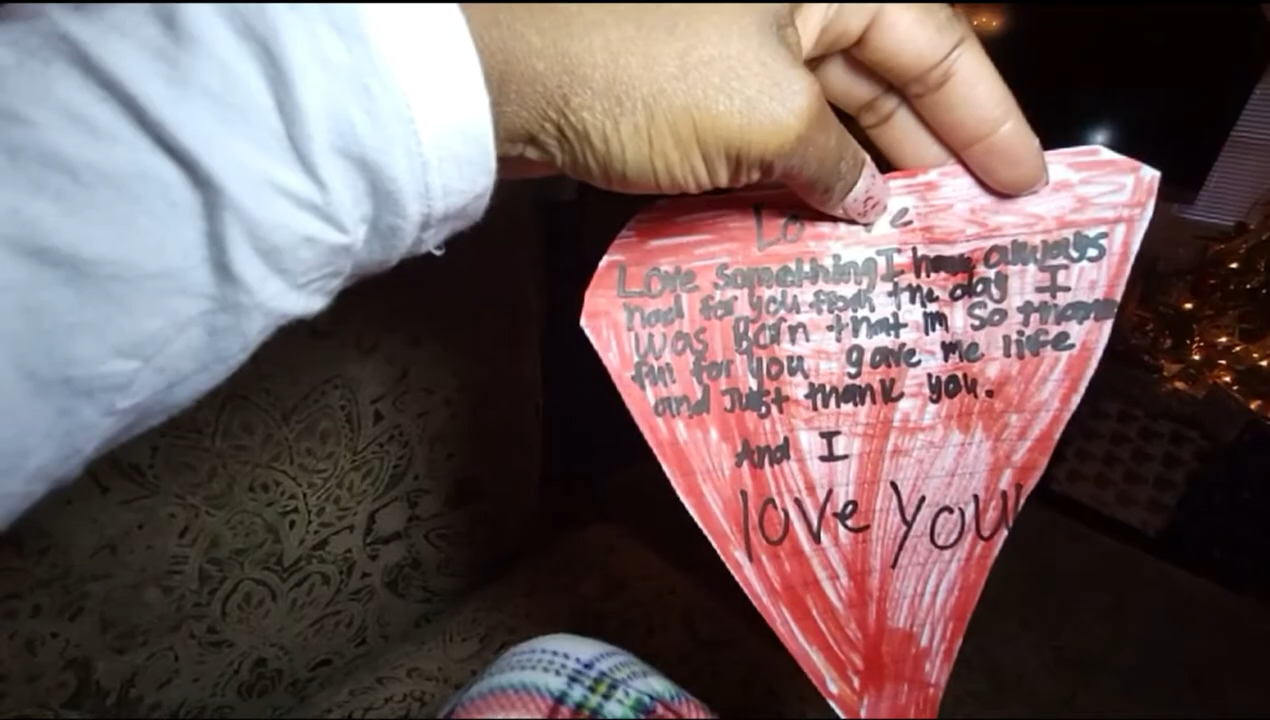 Love something I have always
had for you from the day I
was Born that im so thank
ful for you gave me life
and Just thank you.
And I
love you